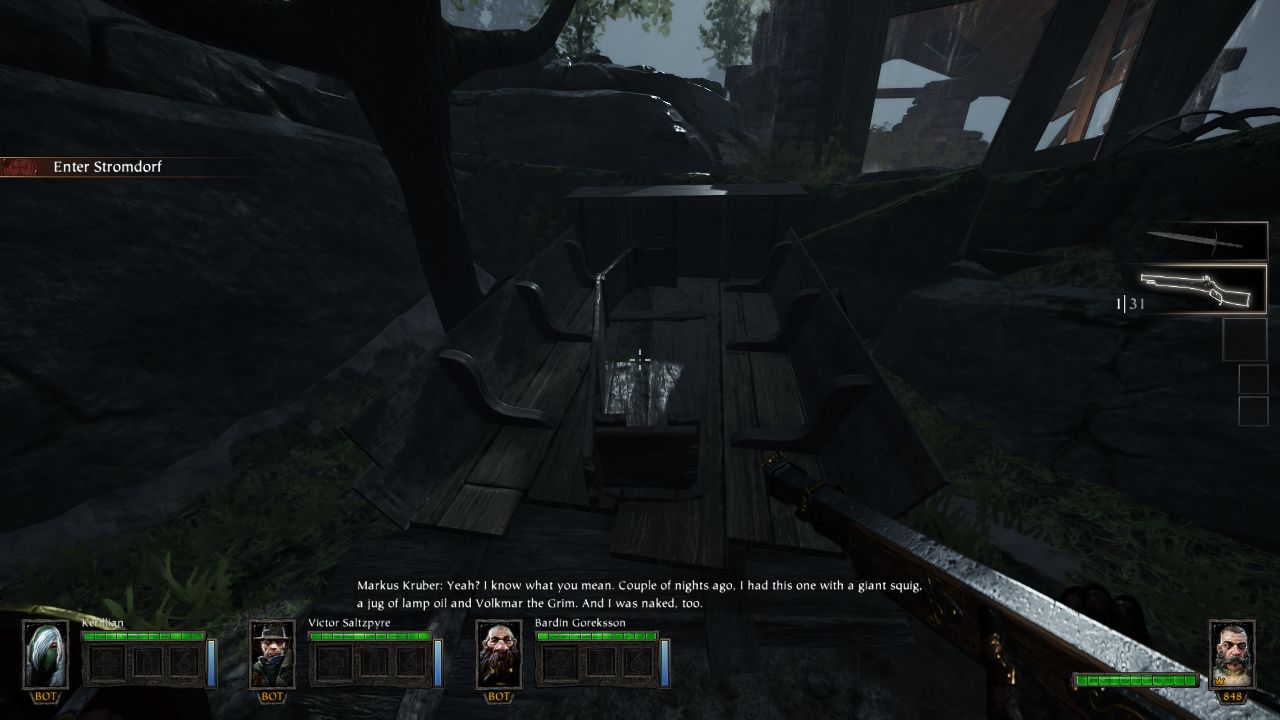 Enter Stromdorf
1|31
Markus Kruber: Yeah? I know what you mean. Couple of nights ago, I had this one with a giant squig,
a jug of lamp oil and Volkmar the Grim. And I was naked, too.
Kerillian
Victor Saltzpyre
Bardin Goreksson
BOT
BOT
BOT
848